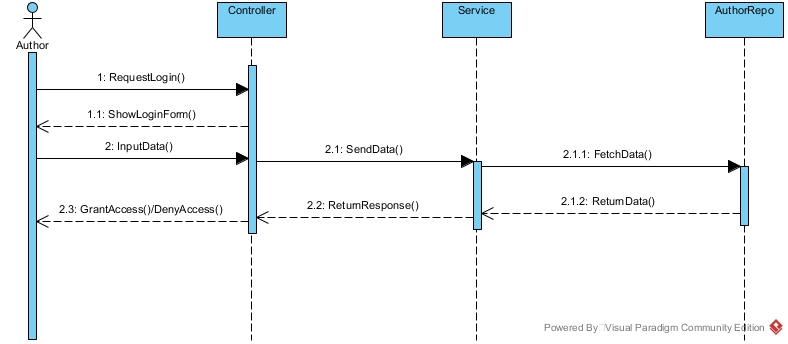 Controller
Service
AuthorRepo
Author
1: RequestLogin()
1.1: ShowLoginForm()
2: InputData()
2.1: SendData()
2.1.1: FetchData()
2.1.2: ReturnData()
2.2: ReturnResponse()
2.3: GrantAccess()/DenyAccess()
Powered By Visual Paradigm Community Edition